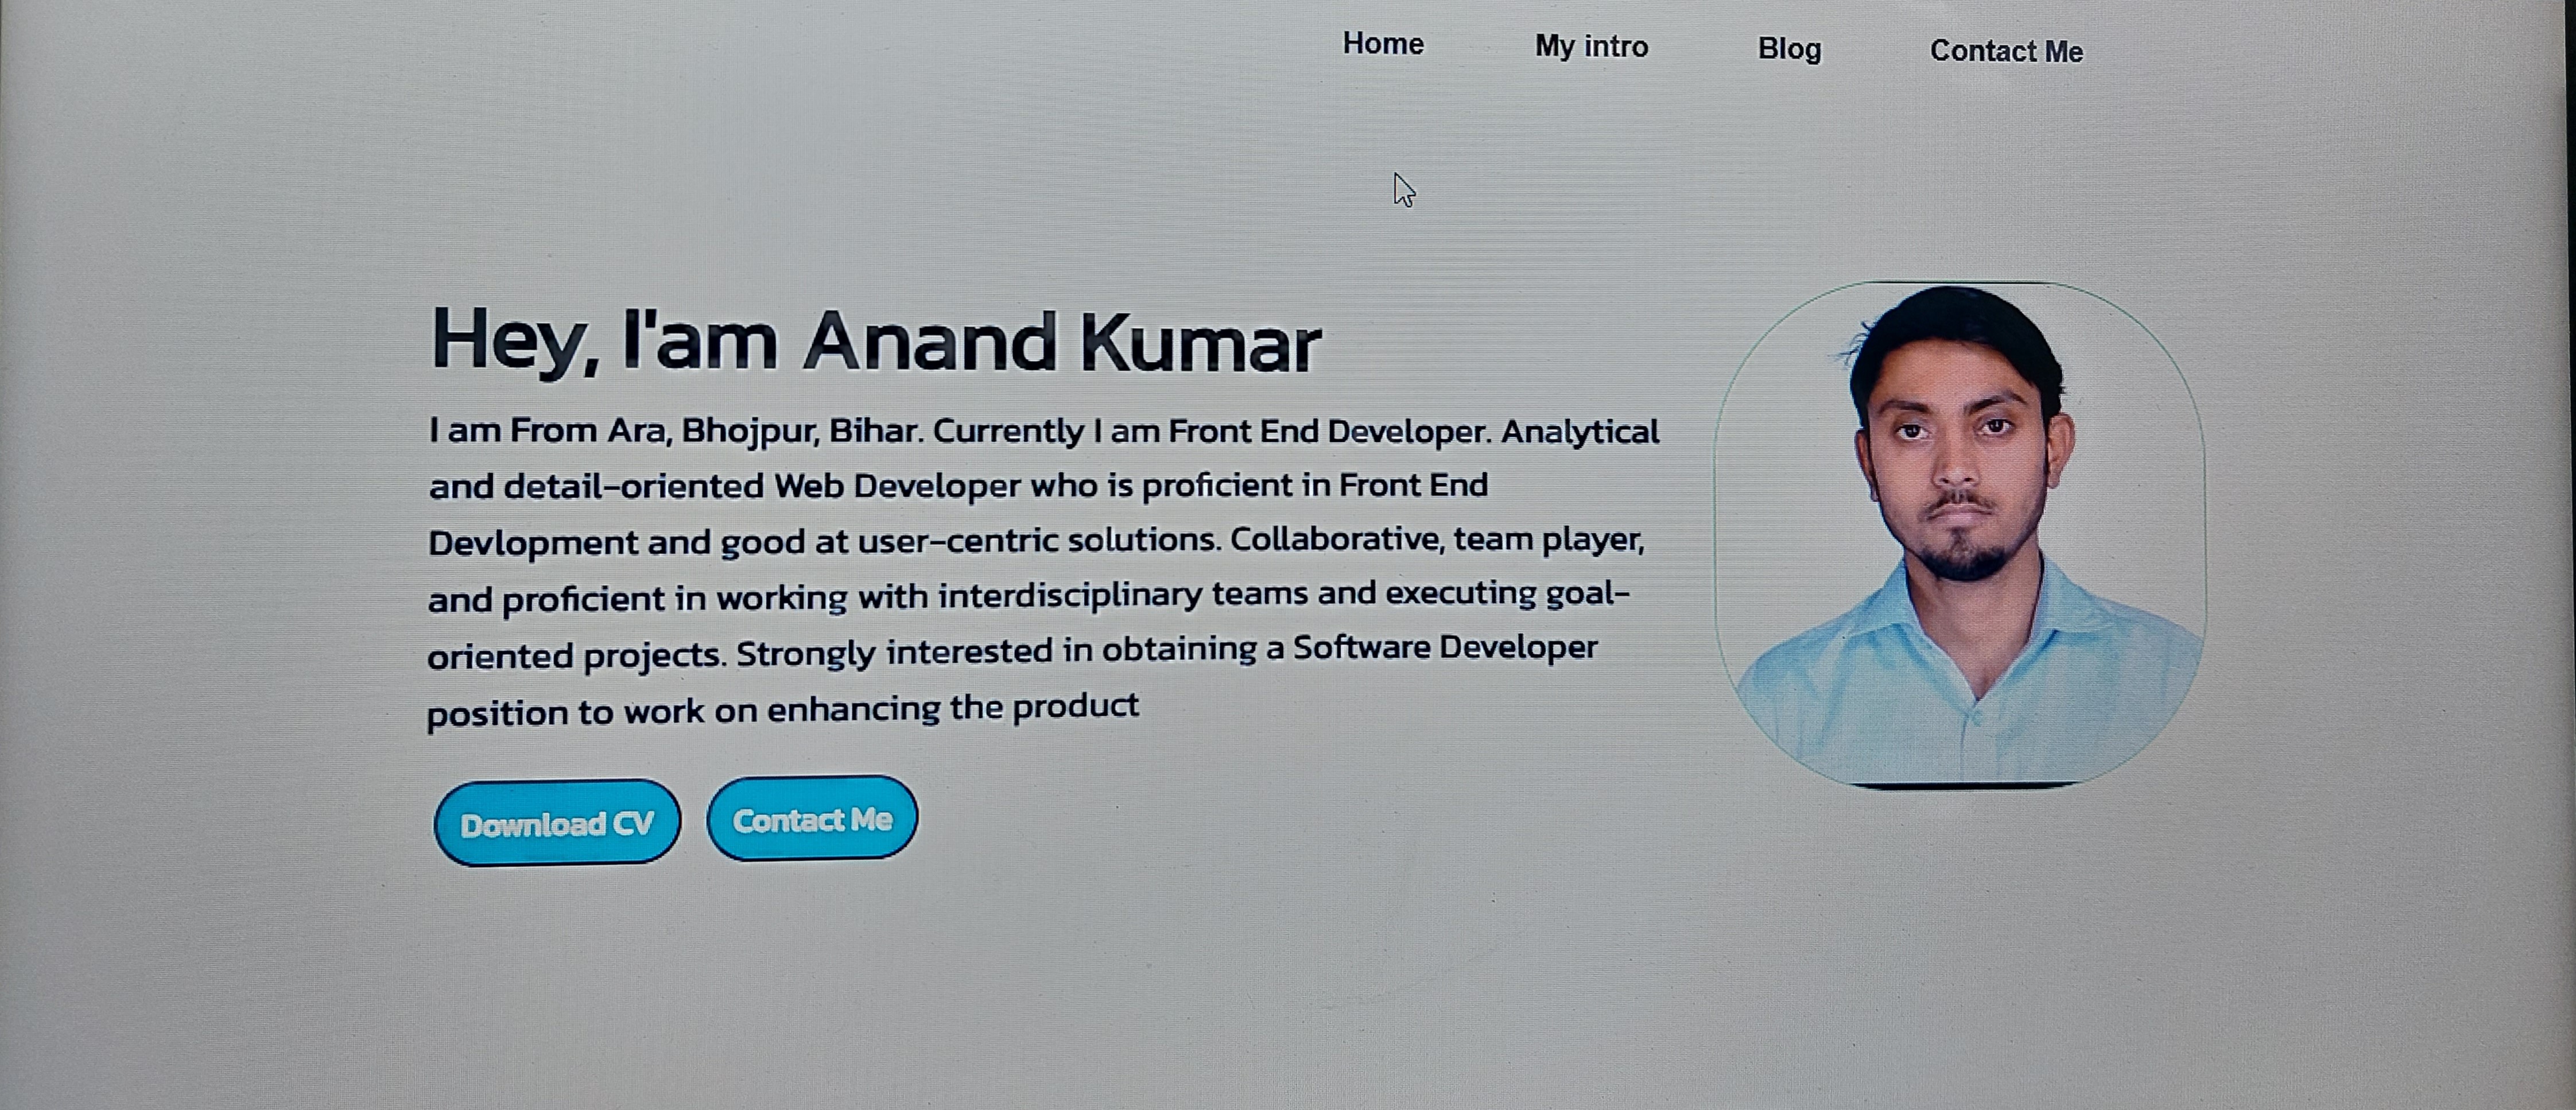 Home My intro Blog Contact Me
Hey, I'am Anand Kumar
I am From Ara, Bhojpur, Bihar. Currently I am Front End Developer. Analytical
and detail-oriented Web Developer who is proficient in Front End
Devlopment and good at user-centric solutions. Collaborative, team player,
and proficient in working with interdisciplinary teams and executing goal-
oriented projects. Strongly interested in obtaining a Software Developer
position to work on enhancing the product
Download CV Contact Me